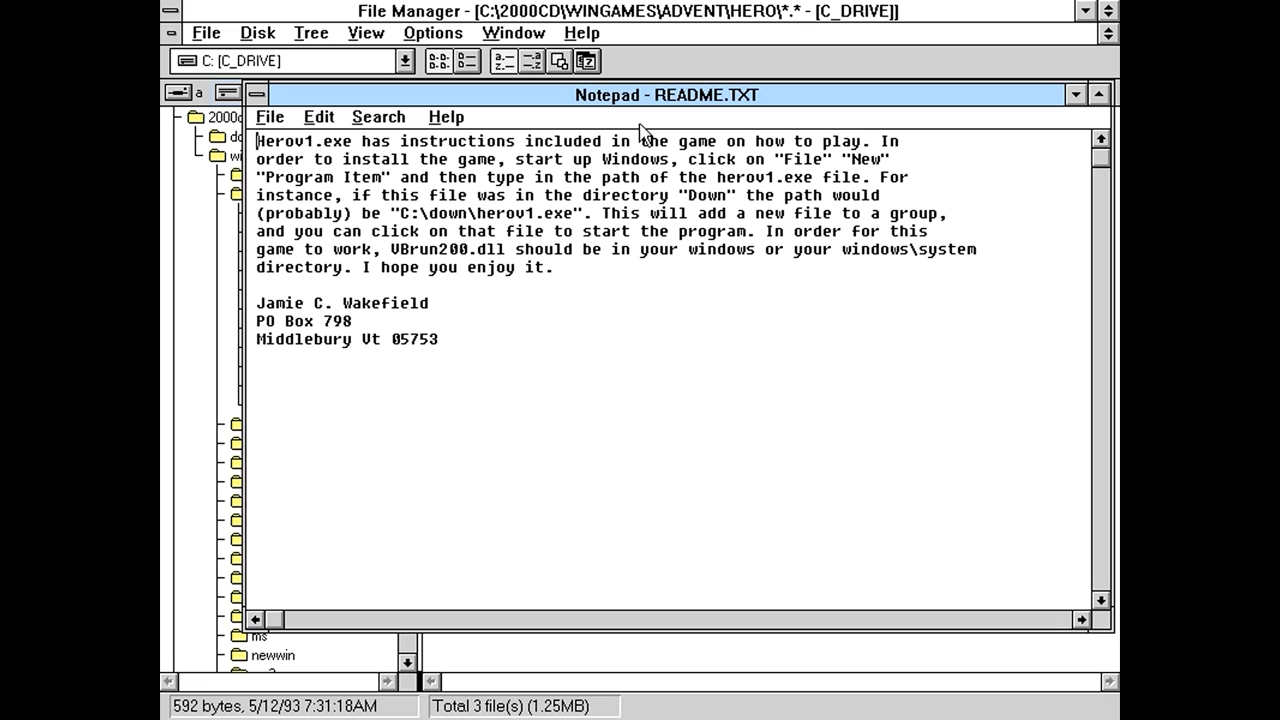 File Manager - [C:\2000CD\WINGAMES\ADVENT\HERO\*.* - [C_DRIVE]]
File Disk Tree View Options Window Help
C: [C_DRIVE]
a
Notepad - README.TXT
File Edit Search Help
Herov1.exe has instructions included in the game on how to play. In
order to install the game, start up Windows, click on "File" "New"
"Program Item" and then type in the path of the herov1.exe file. For
instance, if this file was in the directory "Down" the path would
(probably) be "C:\down\herov1.exe". This will add a new file to a group,
and you can click on that file to start the program. In order for this
game to work, VBrun200.dll should be in your windows or your windows\system
directory. I hope you enjoy it.
Jamie C. Wakefield
PO Box 798
Middlebury Vt 05753
newwin
592 bytes, 5/12/93 7:31:18AM
Total 3 file(s) (1.25MB)